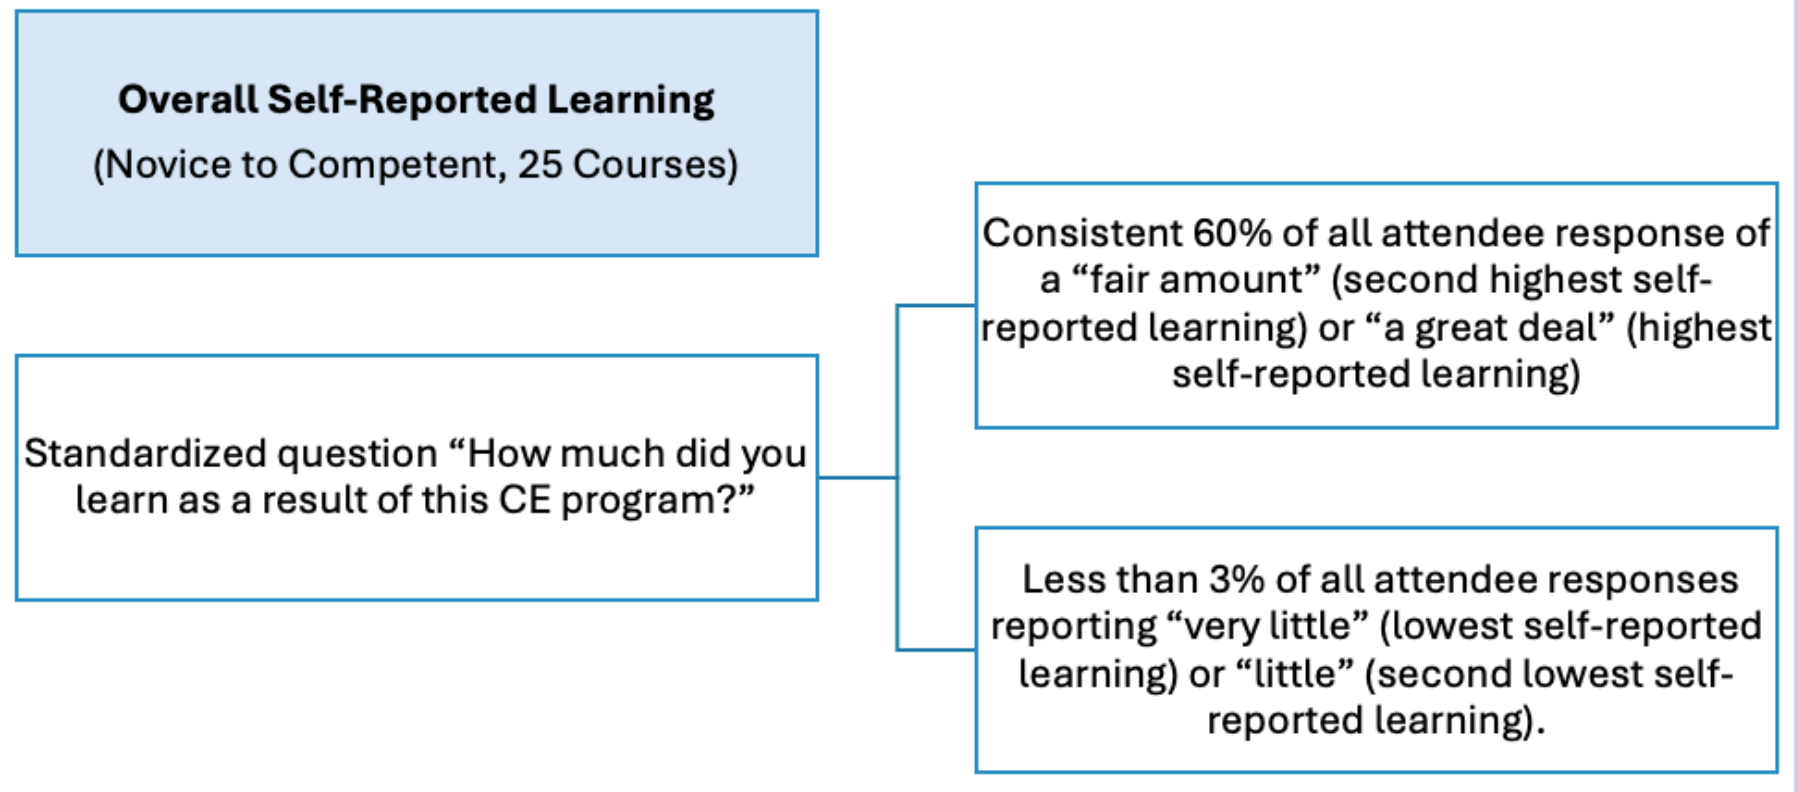 Overall Self-Reported Learning
(Novice to Competent, 25 Courses)
Standardized question “How much did you
learn as a result of this CE program?”
Consistent 60% of all attendee response of
a “fair amount” (second highest self-
reported learning) or “a great deal” (highest
self-reported learning)
Less than 3% of all attendee responses
reporting “very little” (lowest self-reported
learning) or “little” (second lowest self-
reported learning).